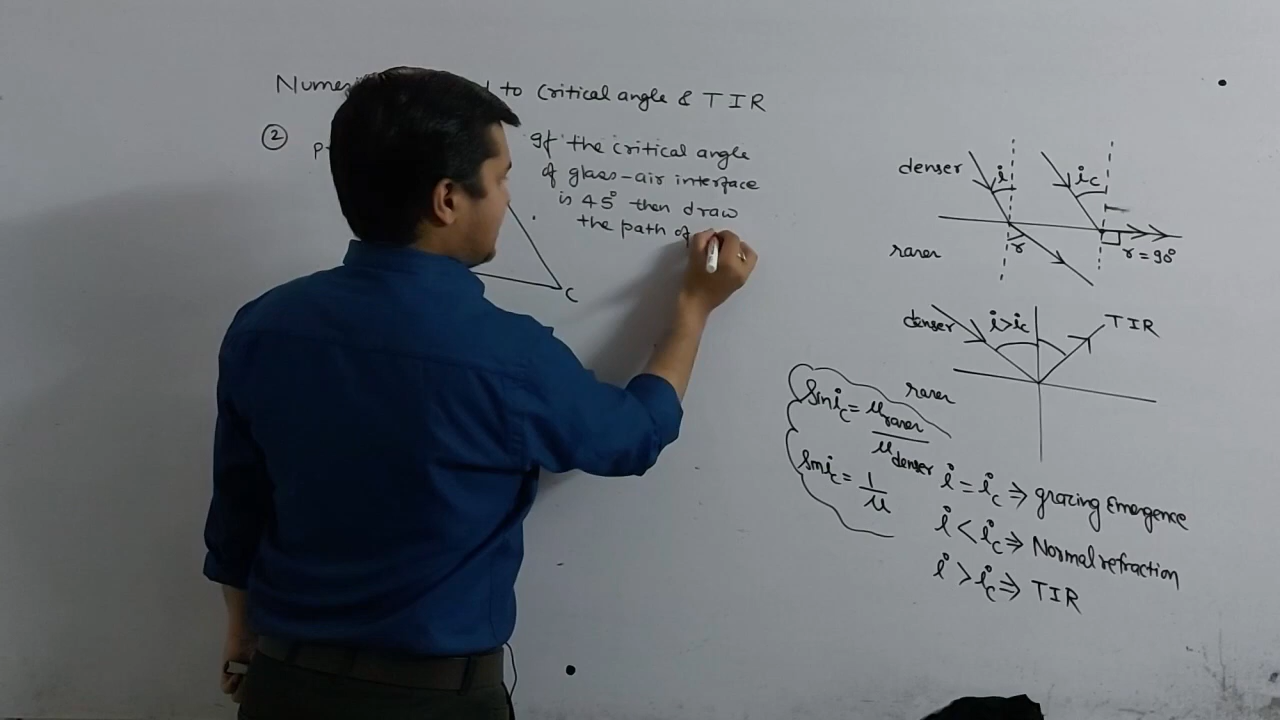 to Critical angle & TIR
②
If the critical angle
of glass-air interface
is 45° then draw
the path of
C
denser i ic
rarer r r = 90°
denser i>ic TIR
rarer
Sin ic = μrarer / μdenser
Sin ic = 1 / μ
i = ic ⇒ grazing Emergence
i < ic ⇒ Normal refraction
i > ic ⇒ TIR